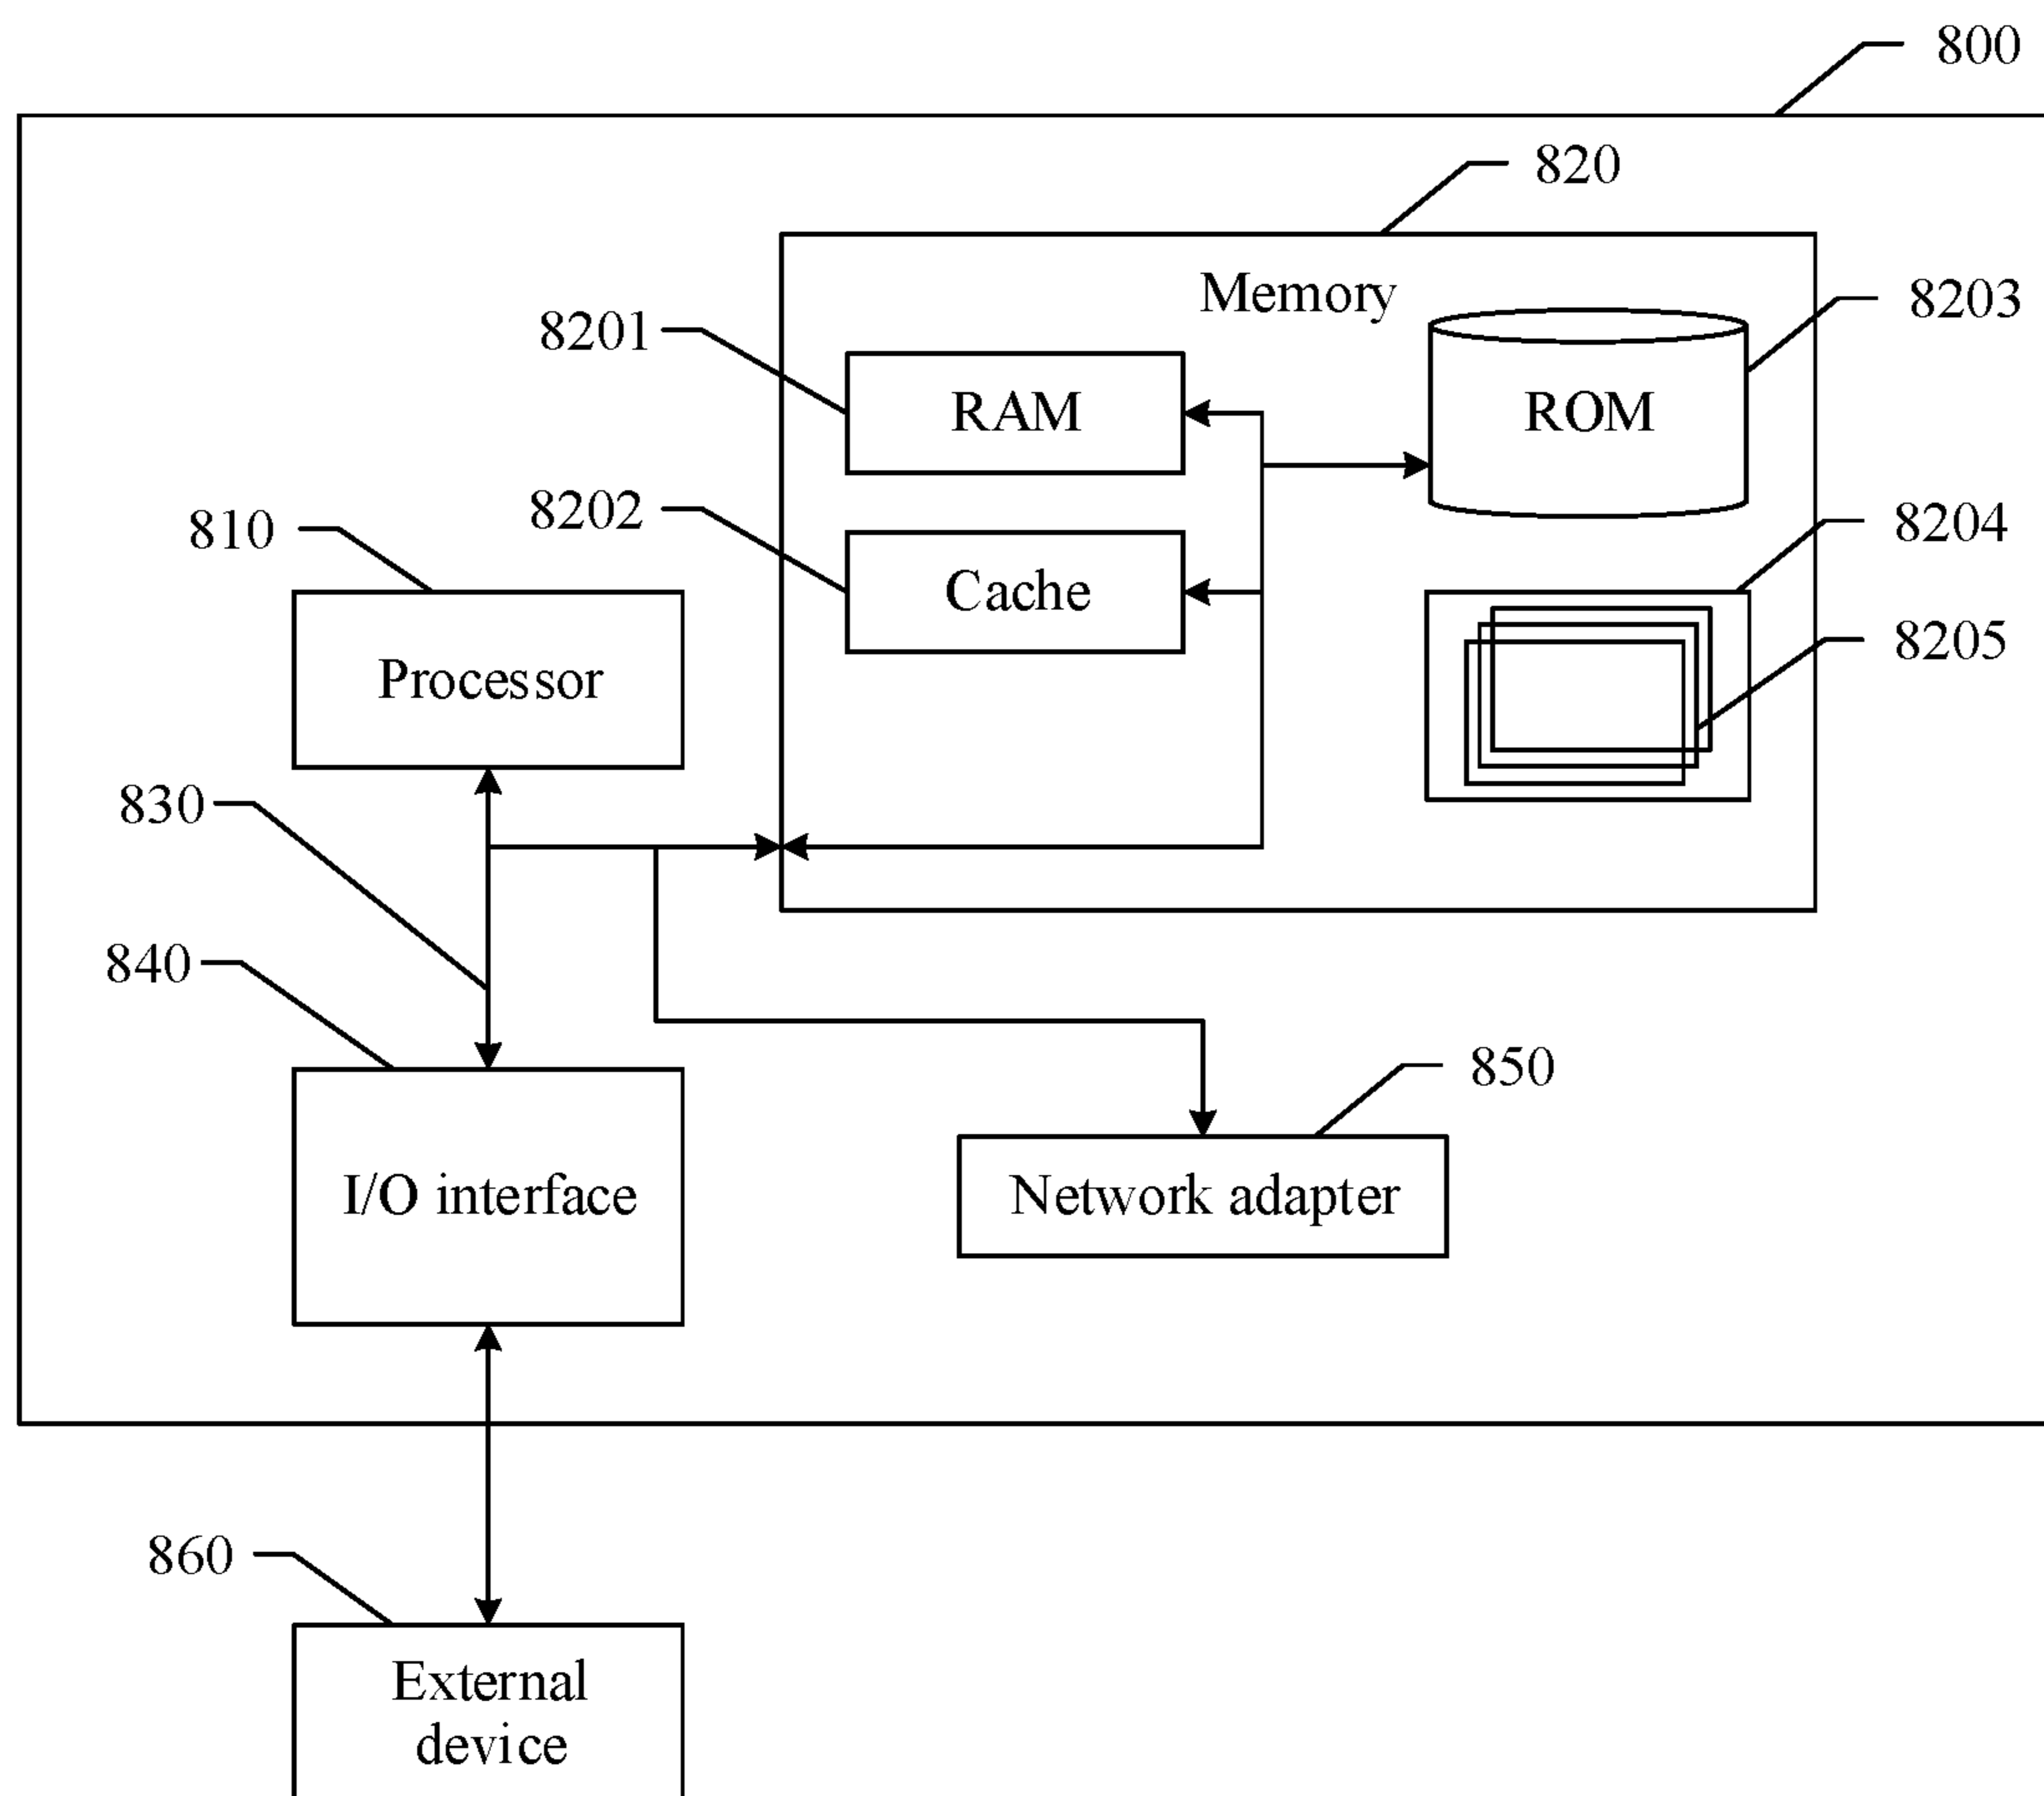 800
820
Memory
8203
8201
RAM
ROM
8202
810
8204
Cache
8205
Processor
830
840
850
I/O interface
Network adapter
860
External
device